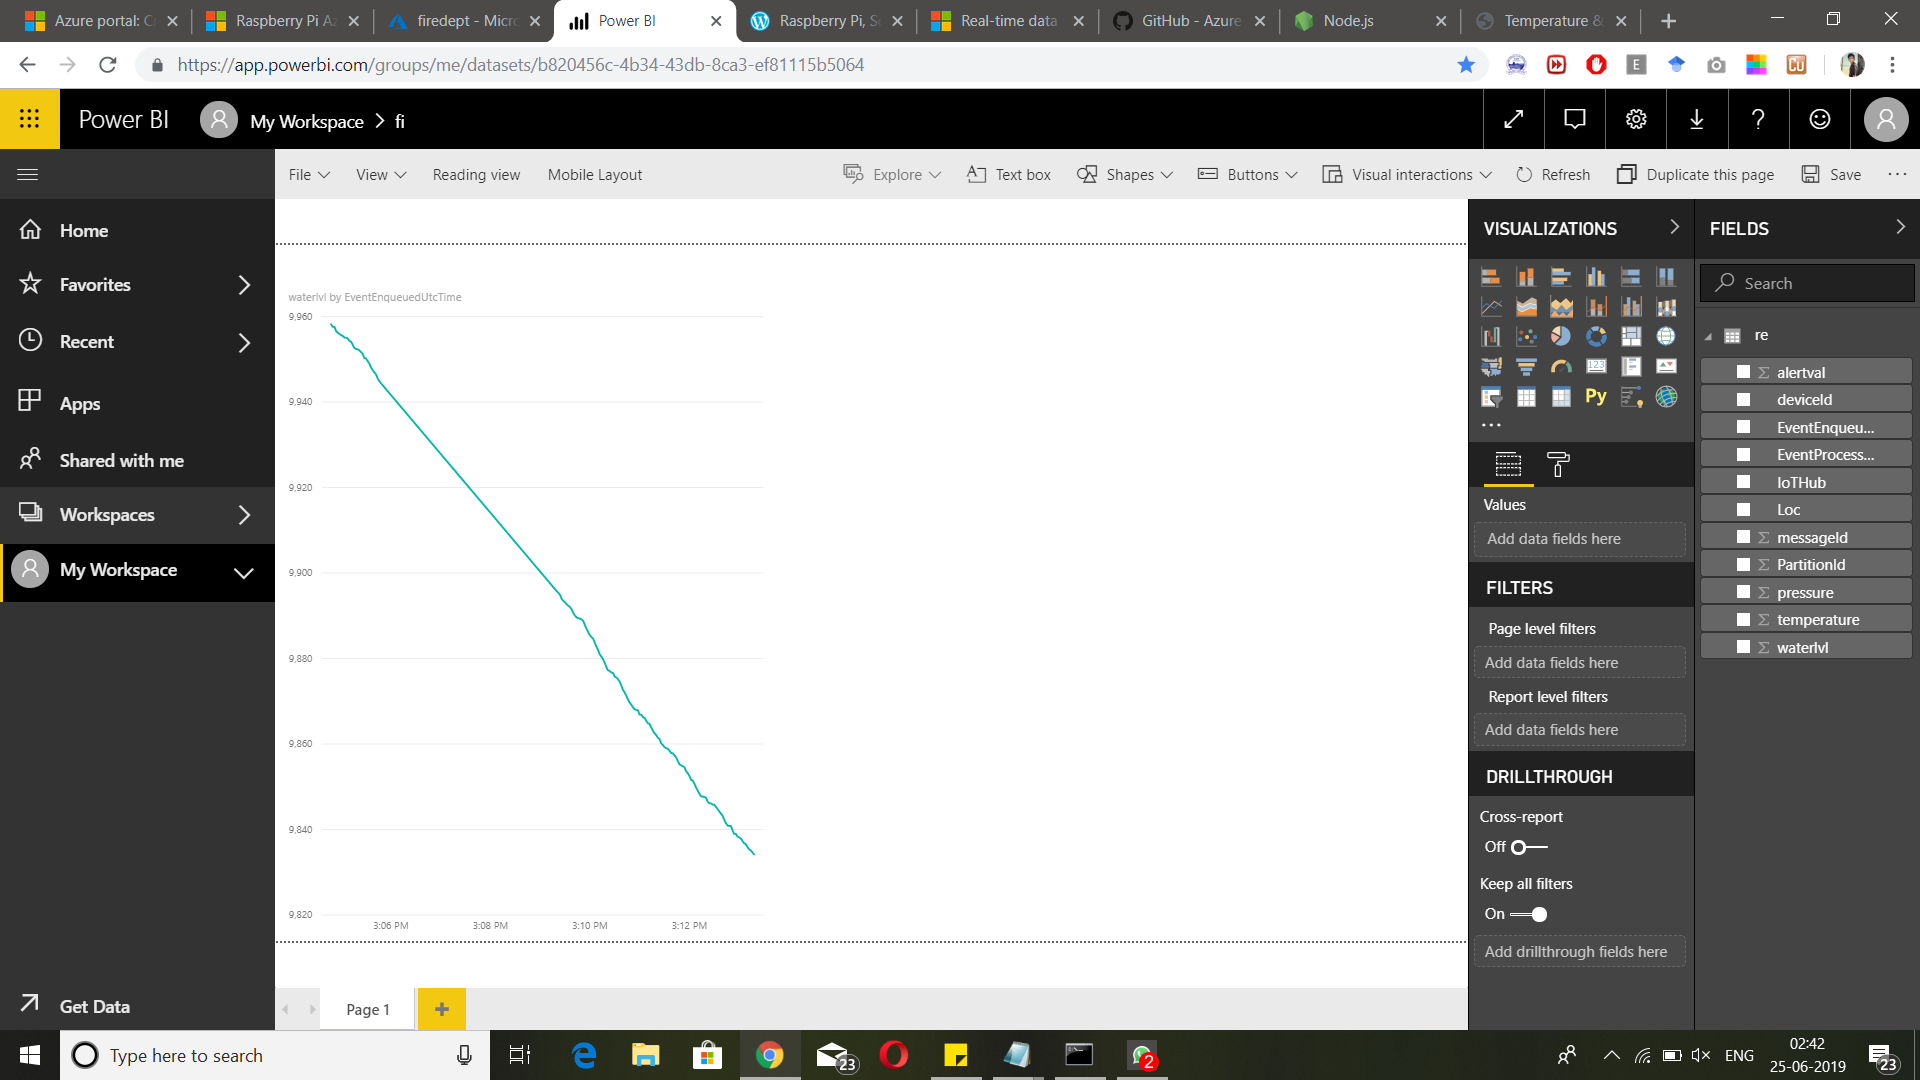 Azure portal: C
Raspberry Pi Az
firedept - Micro
Power BI
Raspberry Pi, Se
Real-time data
GitHub - Azure
Node.js
Temperature &
https://app.powerbi.com/groups/me/datasets/b820456c-4b34-43db-8ca3-ef81115b5064
Power BI
My Workspace > fi
File
View
Reading view
Mobile Layout
Explore
Text box
Shapes
Buttons
Visual interactions
Refresh
Duplicate this page
Save
Home
Favorites
Recent
Apps
Shared with me
Workspaces
My Workspace
Get Data
waterlvl by EventEnqueuedUtcTime
9,960
9,940
9,920
9,900
9,880
9,860
9,840
9,820
3:06 PM
3:08 PM
3:10 PM
3:12 PM
Page 1
VISUALIZATIONS
123
Py
Values
Add data fields here
FILTERS
Page level filters
Add data fields here
Report level filters
Add data fields here
DRILLTHROUGH
Cross-report
Off
Keep all filters
On
Add drillthrough fields here
FIELDS
Search
re
alertval
deviceId
EventEnqueu...
EventProcess...
IoTHub
Loc
messageId
PartitionId
pressure
temperature
waterlvl
Type here to search
23
2
ENG
02:42
25-06-2019
23